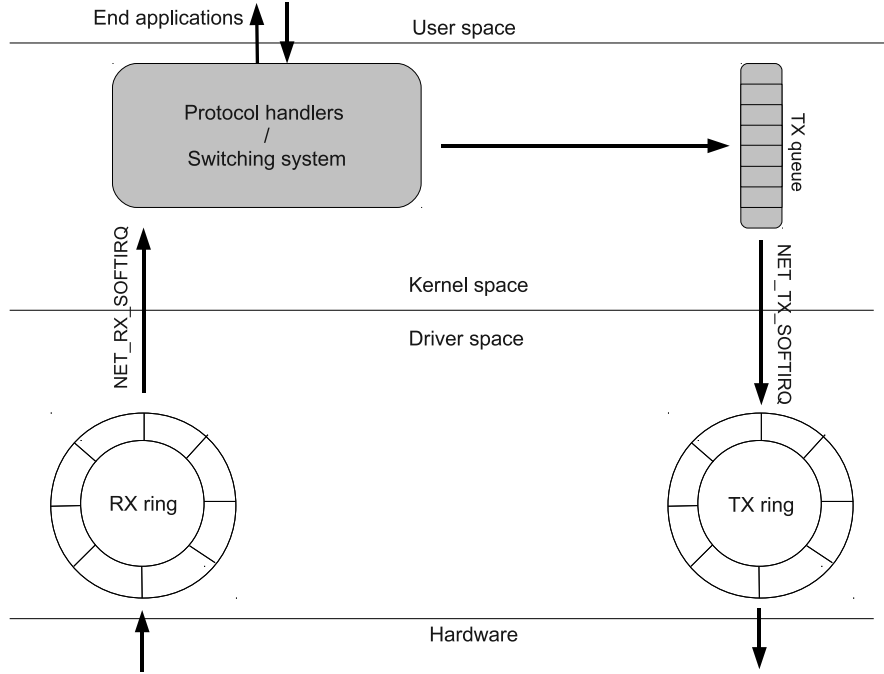 End applications
User space
Protocol handlers
/
Switching system
TX queue
NET_RX_SOFTIRQ
NET_TX_SOFTIRQ
Kernel space
Driver space
RX ring
TX ring
Hardware